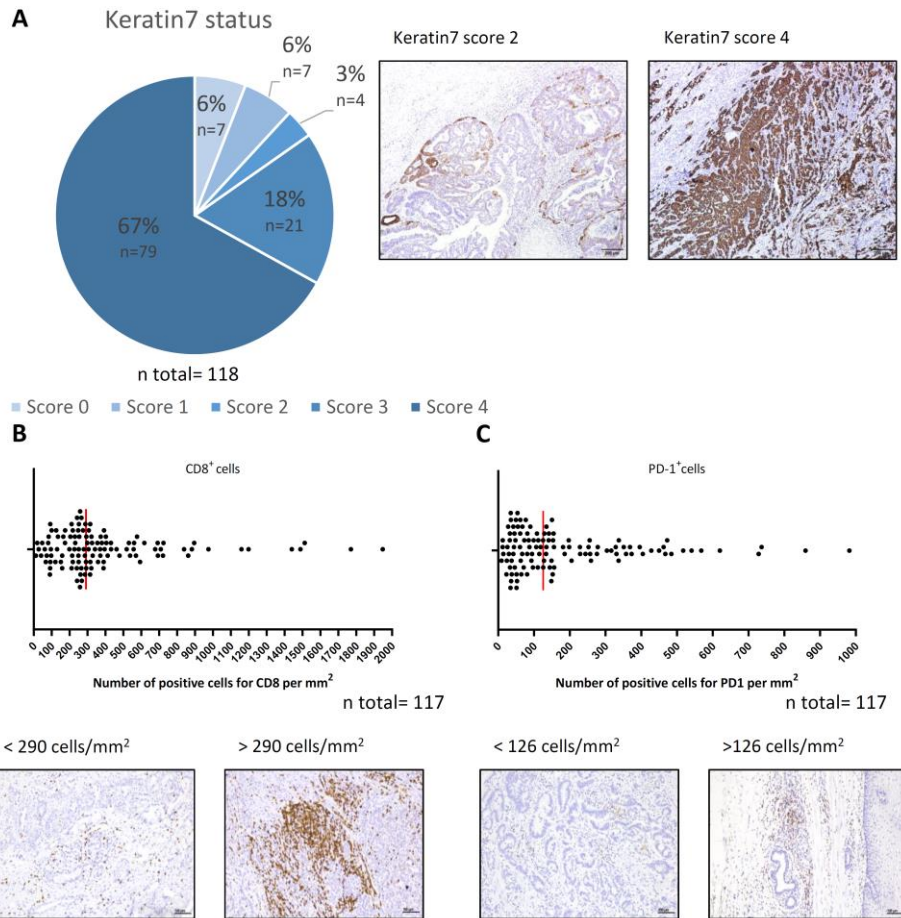 A
Keratin7 status
6%
n=7
3%
n=4
6%
n=7
18%
n=21
67%
n=79
n total= 118
Score 0 Score 1 Score 2 Score 3 Score 4
Keratin7 score 2
Keratin7 score 4
B
CD8+ cells
0 100 200 300 400 500 600 700 800 900 1000 1100 1200 1300 1400 1500 1600 1700 1800 1900 2000
Number of positive cells for CD8 per mm2
n total= 117
< 290 cells/mm2
> 290 cells/mm2
C
PD-1+cells
0 100 200 300 400 500 600 700 800 900 1000
Number of positive cells for PD1 per mm2
n total= 117
< 126 cells/mm2
>126 cells/mm2